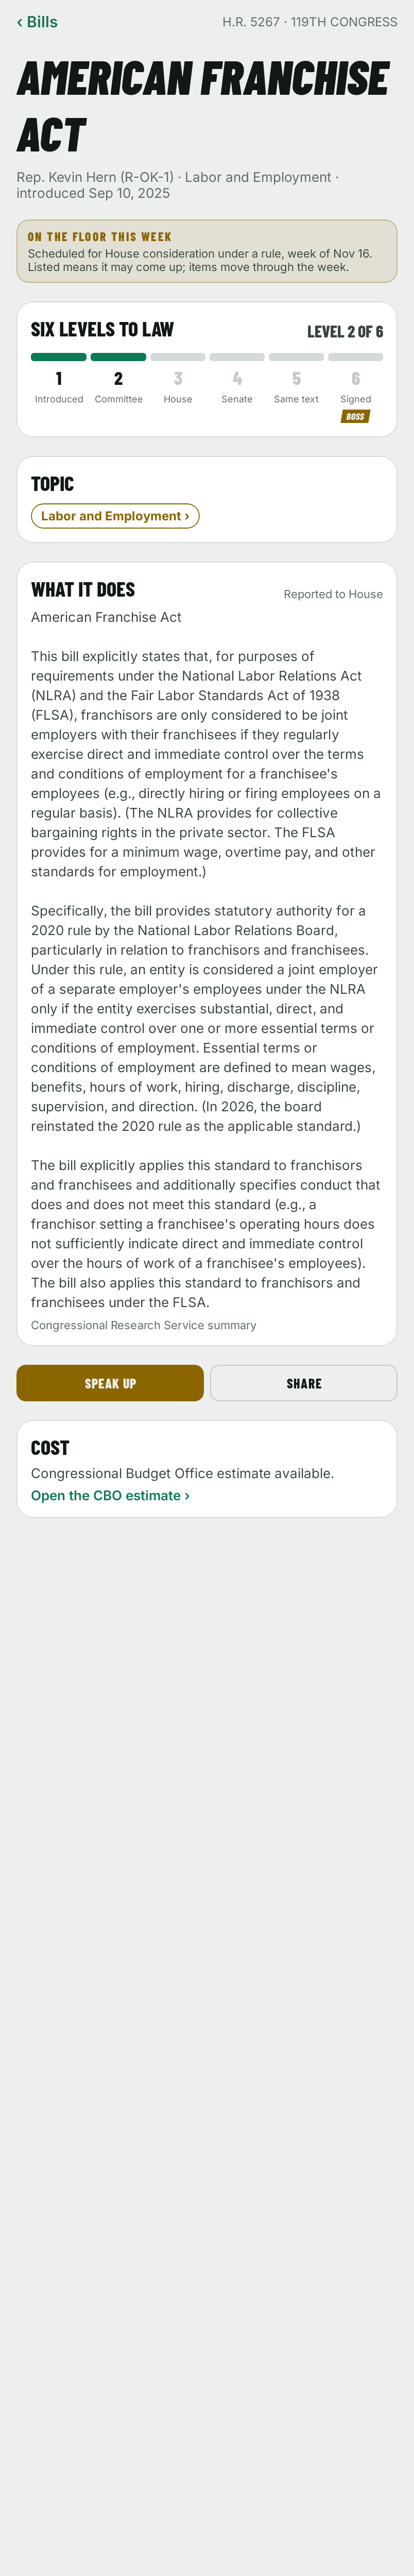 ‹ Bills
H.R. 5267 · 119TH CONGRESS
AMERICAN FRANCHISE
ACT
Rep. Kevin Hern (R-OK-1) · Labor and Employment ·
introduced Sep 10, 2025
ON THE FLOOR THIS WEEK
Scheduled for House consideration under a rule, week of Nov 16.
Listed means it may come up; items move through the week.
SIX LEVELS TO LAW
LEVEL 2 OF 6
1 2 3 4 5 6
Introduced Committee House Senate Same text Signed
BOSS
TOPIC
Labor and Employment ›
WHAT IT DOES
Reported to House
American Franchise Act
This bill explicitly states that, for purposes of
requirements under the National Labor Relations Act
(NLRA) and the Fair Labor Standards Act of 1938
(FLSA), franchisors are only considered to be joint
employers with their franchisees if they regularly
exercise direct and immediate control over the terms
and conditions of employment for a franchisee's
employees (e.g., directly hiring or firing employees on a
regular basis). (The NLRA provides for collective
bargaining rights in the private sector. The FLSA
provides for a minimum wage, overtime pay, and other
standards for employment.)
Specifically, the bill provides statutory authority for a
2020 rule by the National Labor Relations Board,
particularly in relation to franchisors and franchisees.
Under this rule, an entity is considered a joint employer
of a separate employer's employees under the NLRA
only if the entity exercises substantial, direct, and
immediate control over one or more essential terms or
conditions of employment. Essential terms or
conditions of employment are defined to mean wages,
benefits, hours of work, hiring, discharge, discipline,
supervision, and direction. (In 2026, the board
reinstated the 2020 rule as the applicable standard.)
The bill explicitly applies this standard to franchisors
and franchisees and additionally specifies conduct that
does and does not meet this standard (e.g., a
franchisor setting a franchisee's operating hours does
not sufficiently indicate direct and immediate control
over the hours of work of a franchisee's employees).
The bill also applies this standard to franchisors and
franchisees under the FLSA.
Congressional Research Service summary
SPEAK UP
SHARE
COST
Congressional Budget Office estimate available.
Open the CBO estimate ›